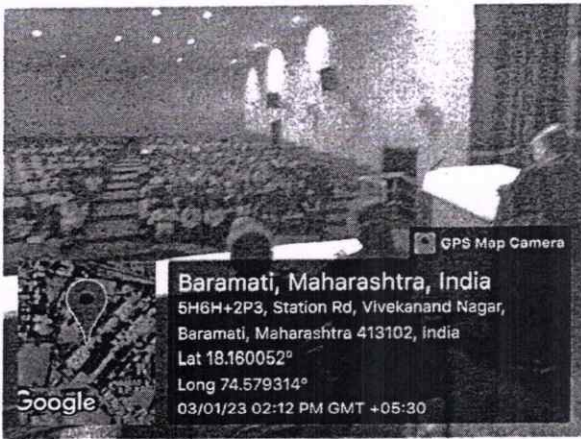 GPS Map Camera
Baramati, Maharashtra, India
5H6H+2P3, Station Rd, Vivekanand Nagar,
Baramati, Maharashtra 413102, India
Lat 18.160052°
Long 74.579314°
03/01/23 02:12 PM GMT +05:30
Google